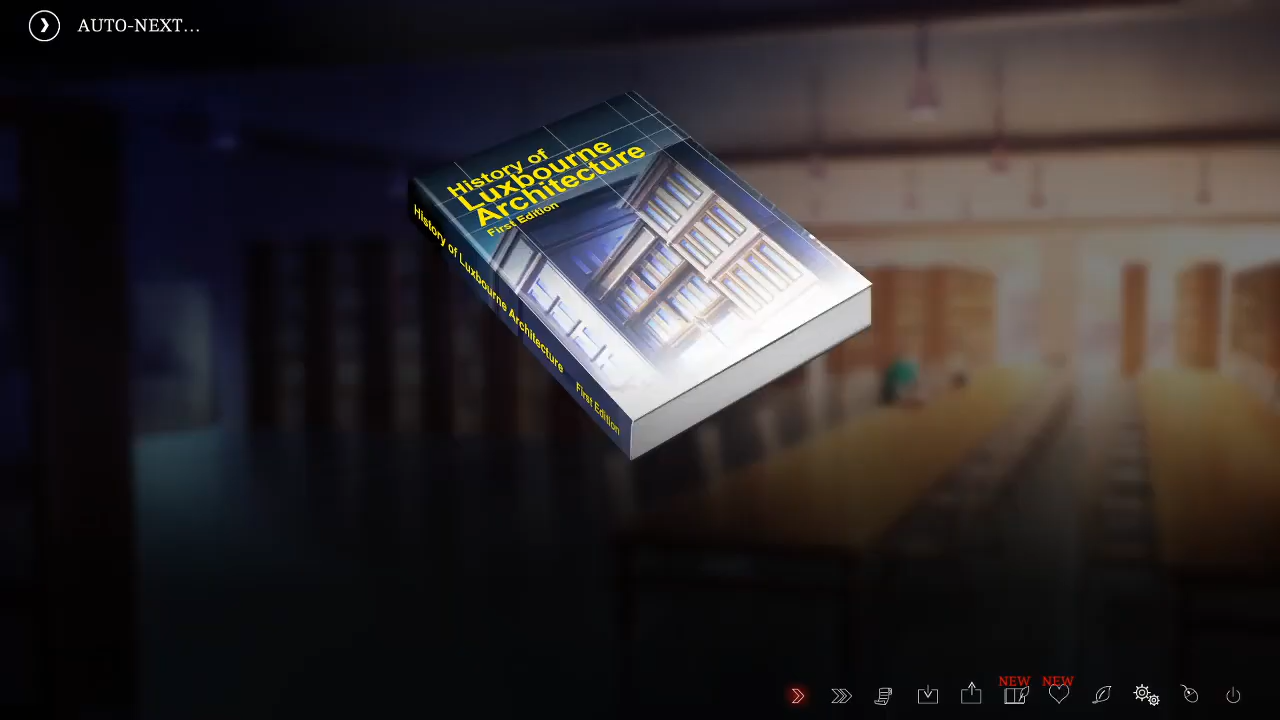 AUTO-NEXT...
History of
Luxbourne
Architecture
First Edition
History of Luxbourne Architecture First Edition
NEW
NEW